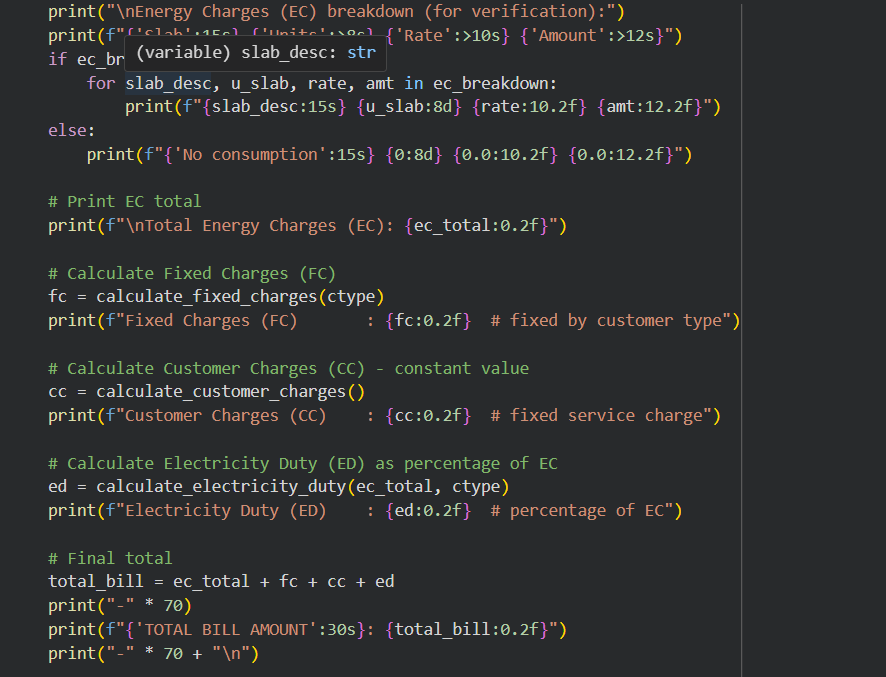 print("\nEnergy Charges (EC) breakdown (for verification):")
print(f"{'Slab':15s} {'Units':>8s} {'Rate':>10s} {'Amount':>12s}")
(variable) slab_desc: str
if ec_br
for slab_desc, u_slab, rate, amt in ec_breakdown:
print(f"{slab_desc:15s} {u_slab:8d} {rate:10.2f} {amt:12.2f}")
else:
print(f"{'No consumption':15s} {0:8d} {0.0:10.2f} {0.0:12.2f}")
# Print EC total
print(f"\nTotal Energy Charges (EC): {ec_total:0.2f}")
# Calculate Fixed Charges (FC)
fc = calculate_fixed_charges(ctype)
print(f"Fixed Charges (FC)       : {fc:0.2f}  # fixed by customer type")
# Calculate Customer Charges (CC) - constant value
cc = calculate_customer_charges()
print(f"Customer Charges (CC)    : {cc:0.2f}  # fixed service charge")
# Calculate Electricity Duty (ED) as percentage of EC
ed = calculate_electricity_duty(ec_total, ctype)
print(f"Electricity Duty (ED)    : {ed:0.2f}  # percentage of EC")
# Final total
total_bill = ec_total + fc + cc + ed
print("-" * 70)
print(f"{'TOTAL BILL AMOUNT':30s}: {total_bill:0.2f}")
print("-" * 70 + "\n")